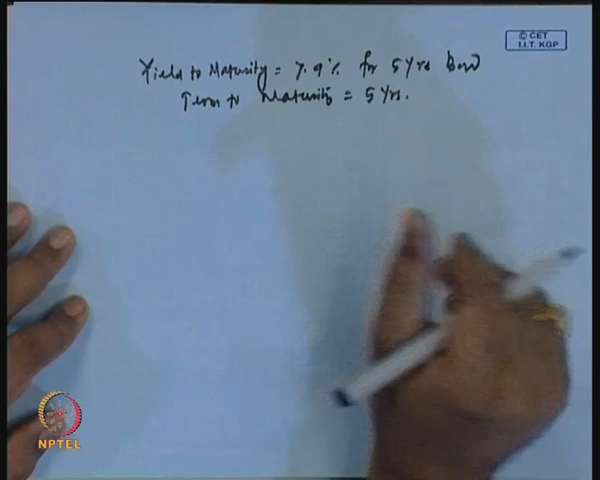 © CET
I.I.T. KGP
Yield to Maturity = 7.9% for 5 Yrs Bond
Term to Maturity = 5 Yrs.
NPTEL